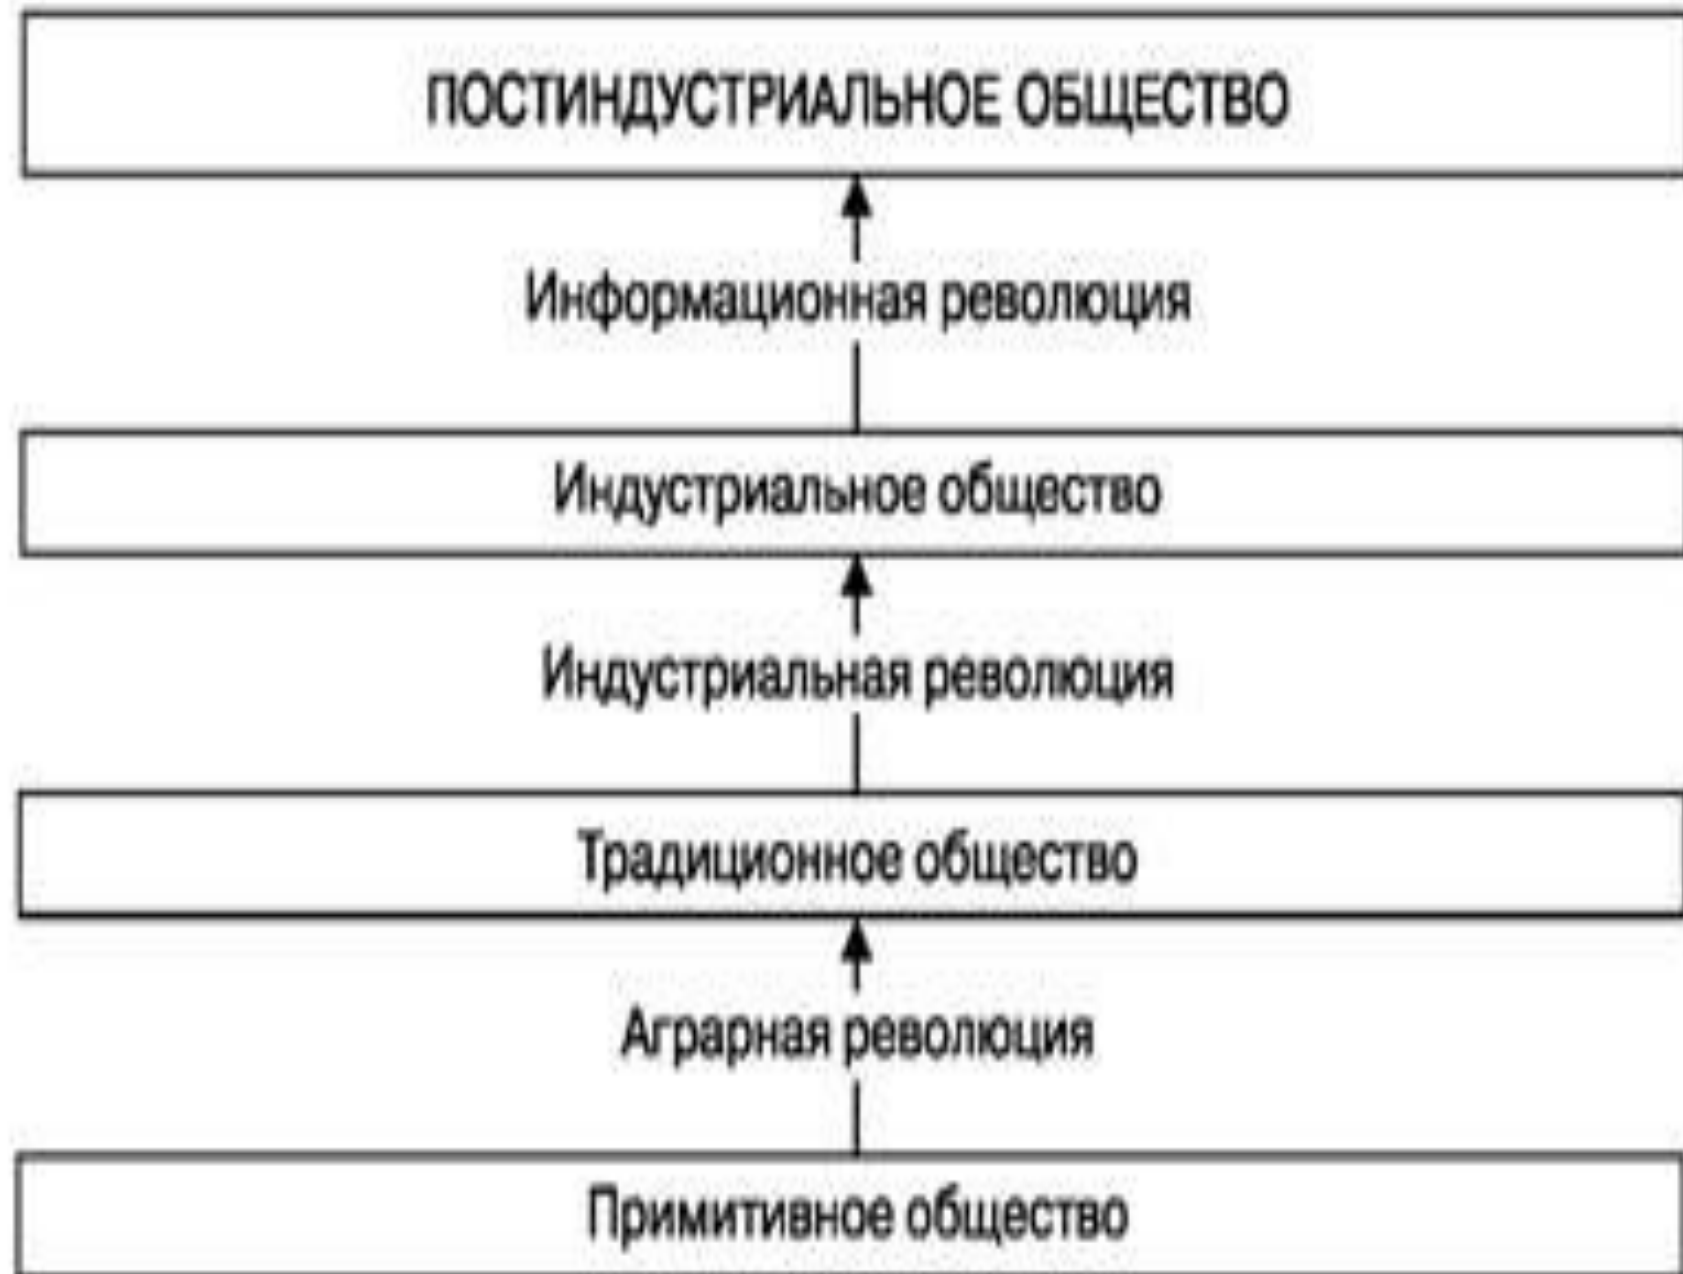 ПОСТИНДУСТРИАЛЬНОЕ ОБЩЕСТВО
Информационная революция
Индустриальное общество
Индустриальная революция
Традиционное общество
Аграрная революция
Примитивное общество